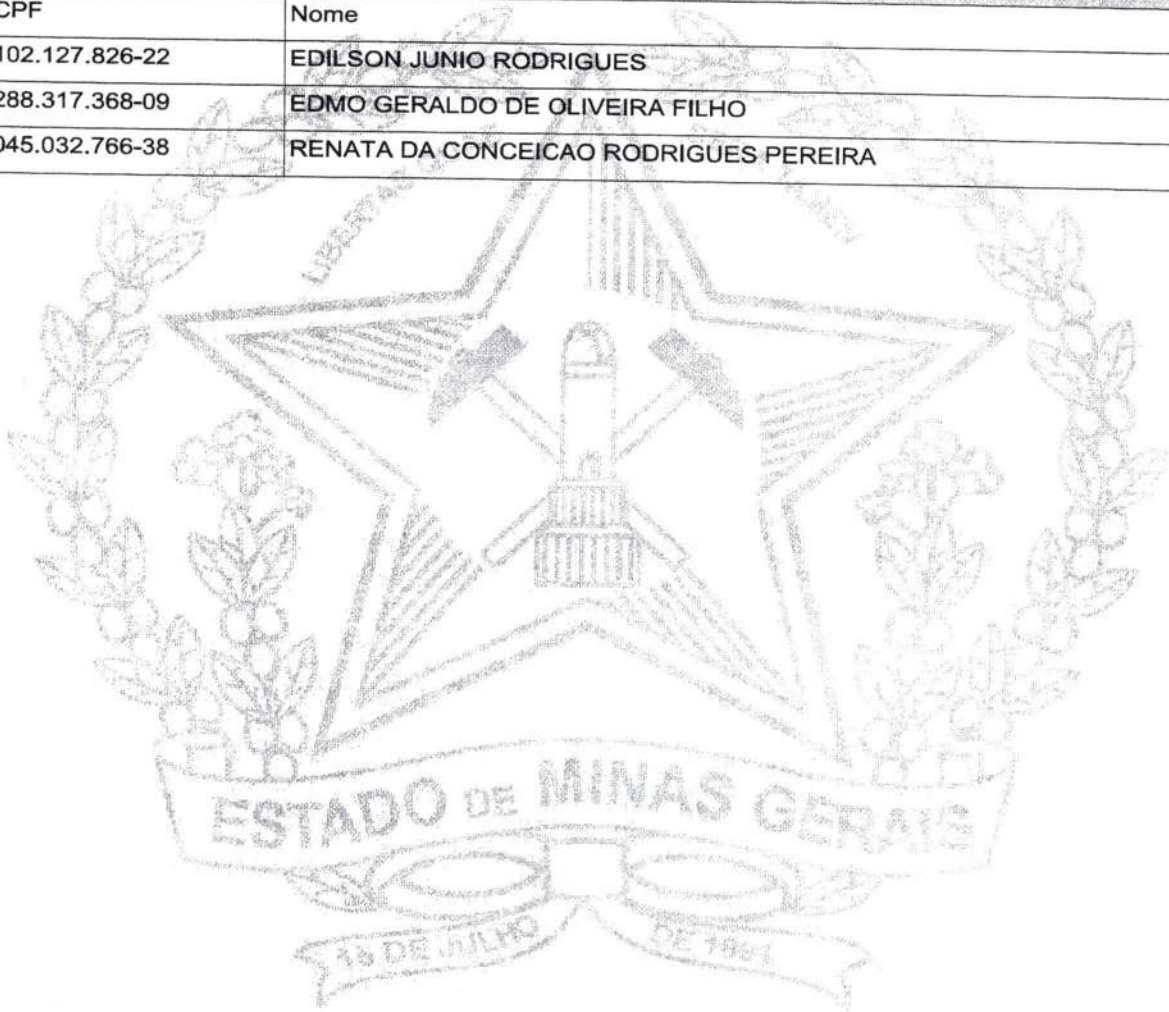 CPF Nome
102.127.826-22 EDILSON JUNIO RODRIGUES
288.317.368-09 EDMO GERALDO DE OLIVEIRA FILHO
045.032.766-38 RENATA DA CONCEICAO RODRIGUES PEREIRA
ESTADO DE MINAS GERAIS
15 DE JULHO DE 1891